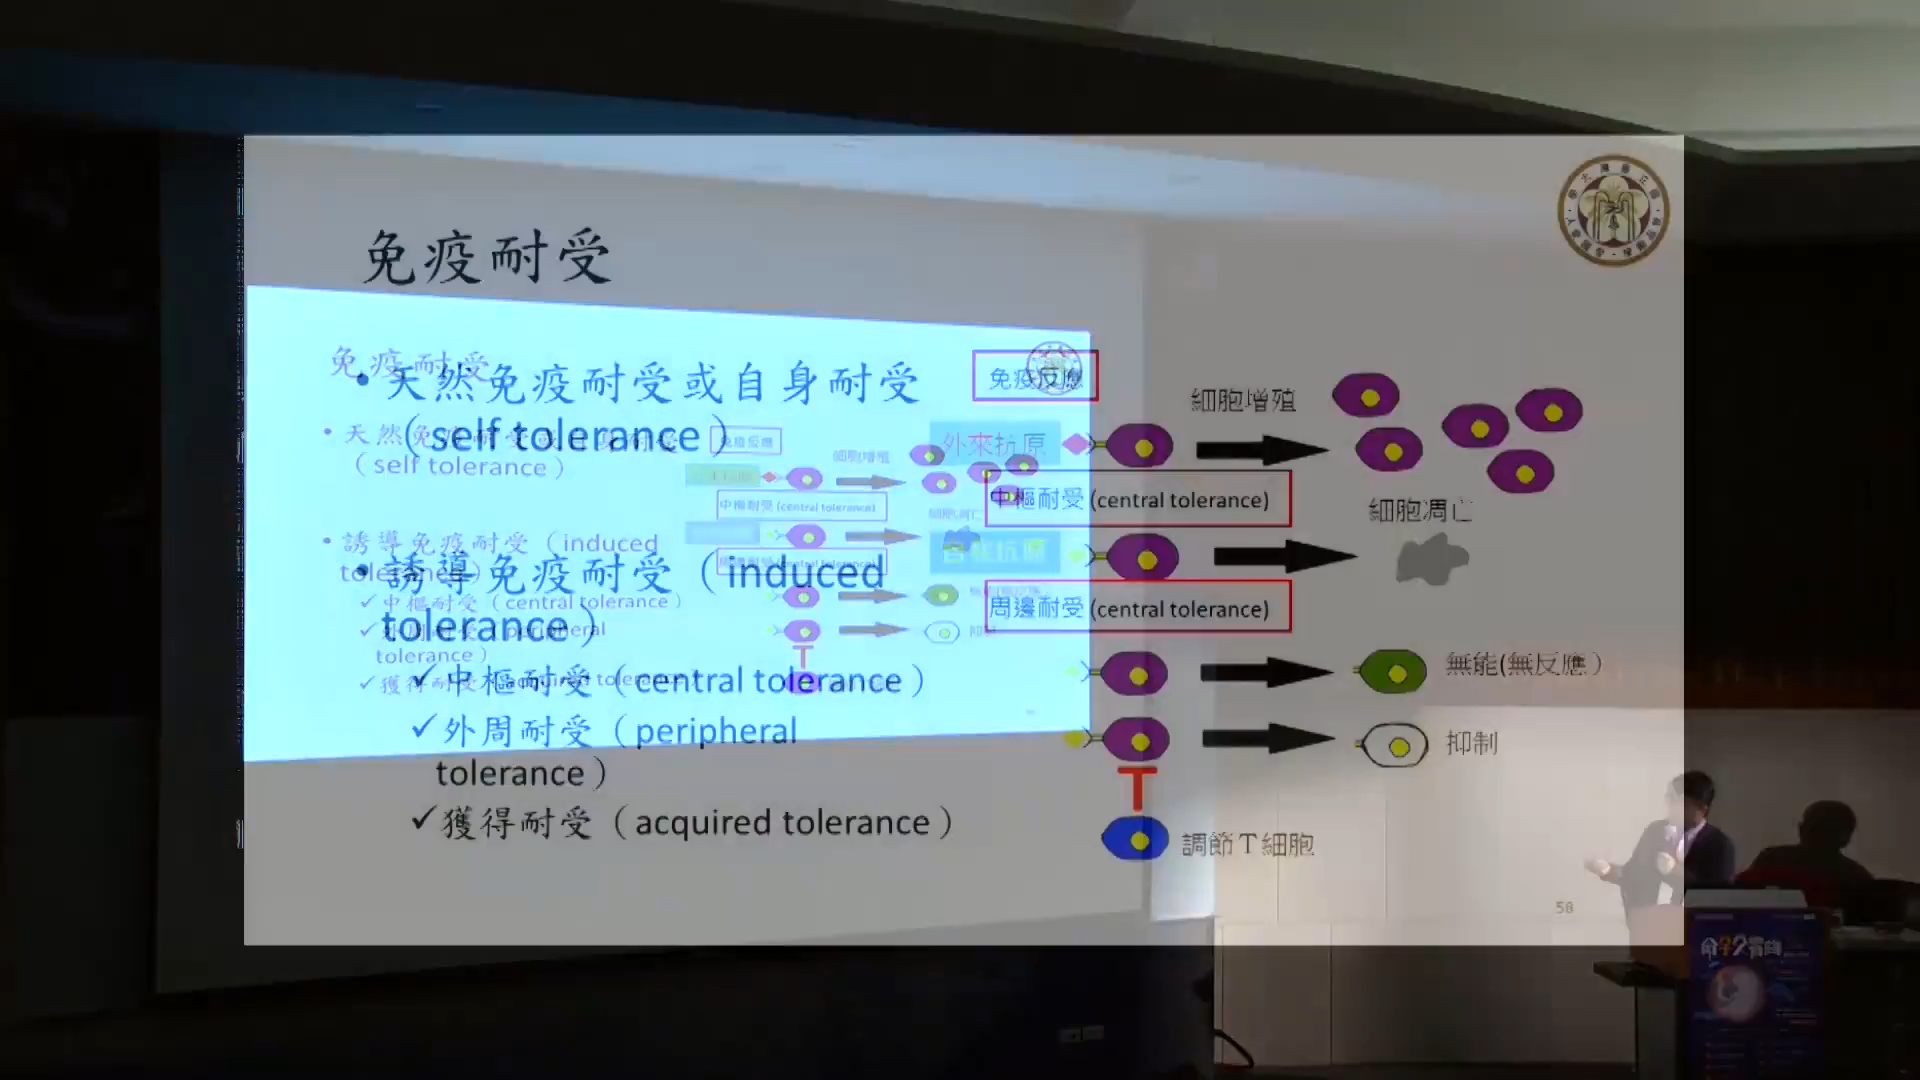 免疫耐受
• 天然免疫耐受或自身耐受
（self tolerance）
• 誘導免疫耐受（induced
tolerance）
✓中樞耐受（central tolerance）
✓外周耐受（peripheral
tolerance）
✓獲得耐受（acquired tolerance）
免疫反應
細胞增殖
外來抗原
中樞耐受 (central tolerance)
細胞凋亡
自我抗原
周邊耐受 (central tolerance)
無能(無反應）
抑制
調節T細胞
58
免疫耐受
• 天然免疫耐受或自身耐受
（self tolerance）
• 誘導免疫耐受（induced
tolerance）
✓中樞耐受（central tolerance）
✓外周耐受（peripheral
tolerance）
✓獲得耐受（acquired tolerance）
免疫反應
細胞增殖
中樞耐受 (central tolerance)
細胞凋亡
抑制